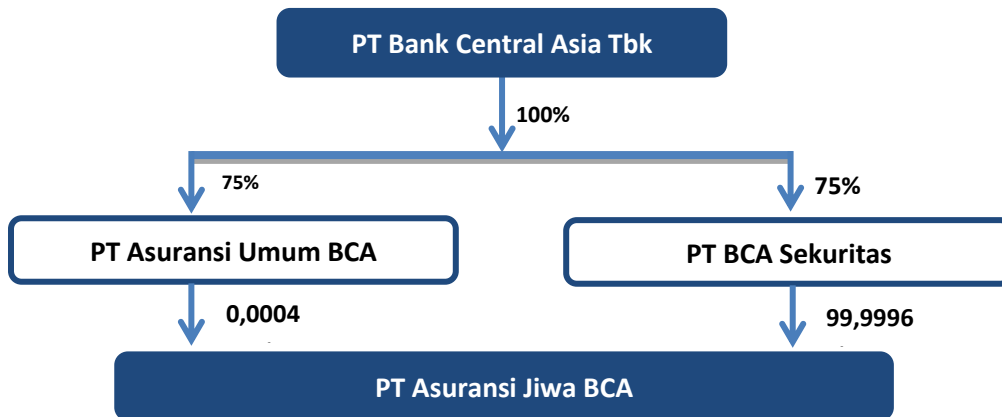 PT Bank Central Asia Tbk
100%
75%
75%
PT Asuransi Umum BCA
PT BCA Sekuritas
0,0004
99,9996
PT Asuransi Jiwa BCA